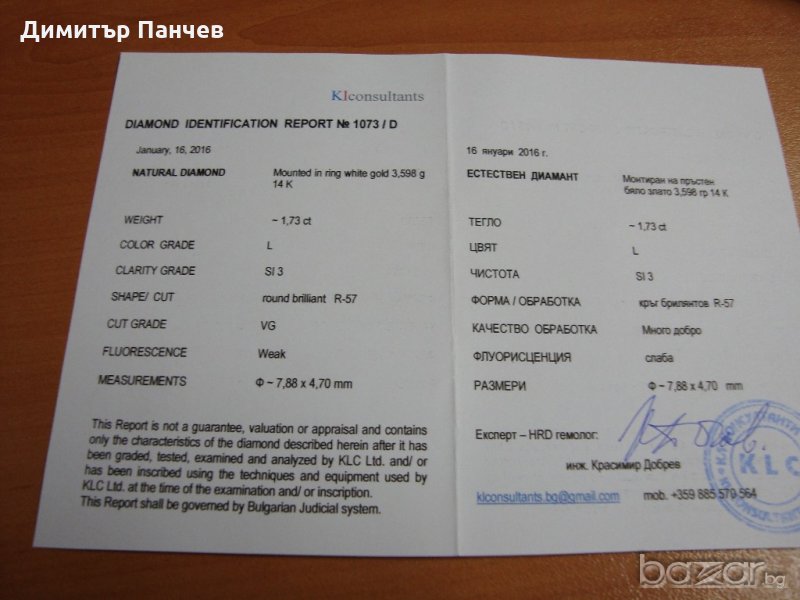 Димитър Панчев
KIconsultants
DIAMOND IDENTIFICATION REPORT № 1073 / D
January, 16, 2016
NATURAL DIAMOND Mounted in ring white gold 3,598 g
14 K
WEIGHT ~ 1,73 ct
COLOR GRADE L
CLARITY GRADE SI 3
SHAPE/ CUT round brilliant R-57
CUT GRADE VG
FLUORESCENCE Weak
MEASUREMENTS Ф ~ 7,88 x 4,70 mm
This Report is not a guarantee, valuation or appraisal and contains
only the characteristics of the diamond described herein after it has
been graded, tested, examined and analyzed by KLC Ltd. and/ or
has been inscribed using the techniques and equipment used by
KLC Ltd. at the time of the examination and/ or inscription.
This Report shall be governed by Bulgarian Judicial system.
16 януари 2016 г.
ЕСТЕСТВЕН ДИАМАНТ Монтиран на пръстен
бяло злато 3,598 гр 14 К
ТЕГЛО ~ 1,73 ct
ЦВЯТ L
ЧИСТОТА SI 3
ФОРМА / ОБРАБОТКА кръг брилянтов R-57
КАЧЕСТВО ОБРАБОТКА Много добро
ФЛУОРИСЦЕНЦИЯ слаба
РАЗМЕРИ Ф ~ 7,88 x 4,70 mm
Експерт – HRD гемолог:
инж. Красимир Добрев
klconsultants.bg@gmail.com mob. +359 885 570 564
KLC
bazar.bg